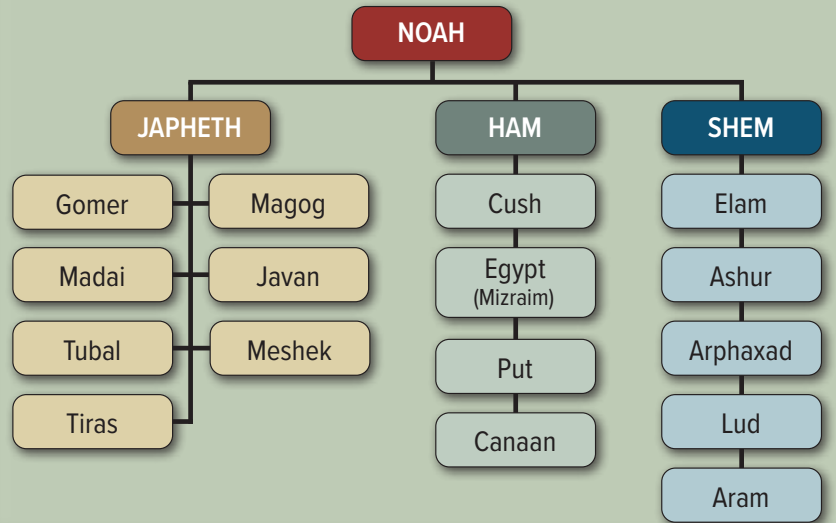 NOAH
JAPHETH
HAM
SHEM
Gomer
Magog
Cush
Elam
Madai
Javan
Egypt
(Mizraim)
Ashur
Tubal
Meshek
Put
Arphaxad
Tiras
Canaan
Lud
Aram